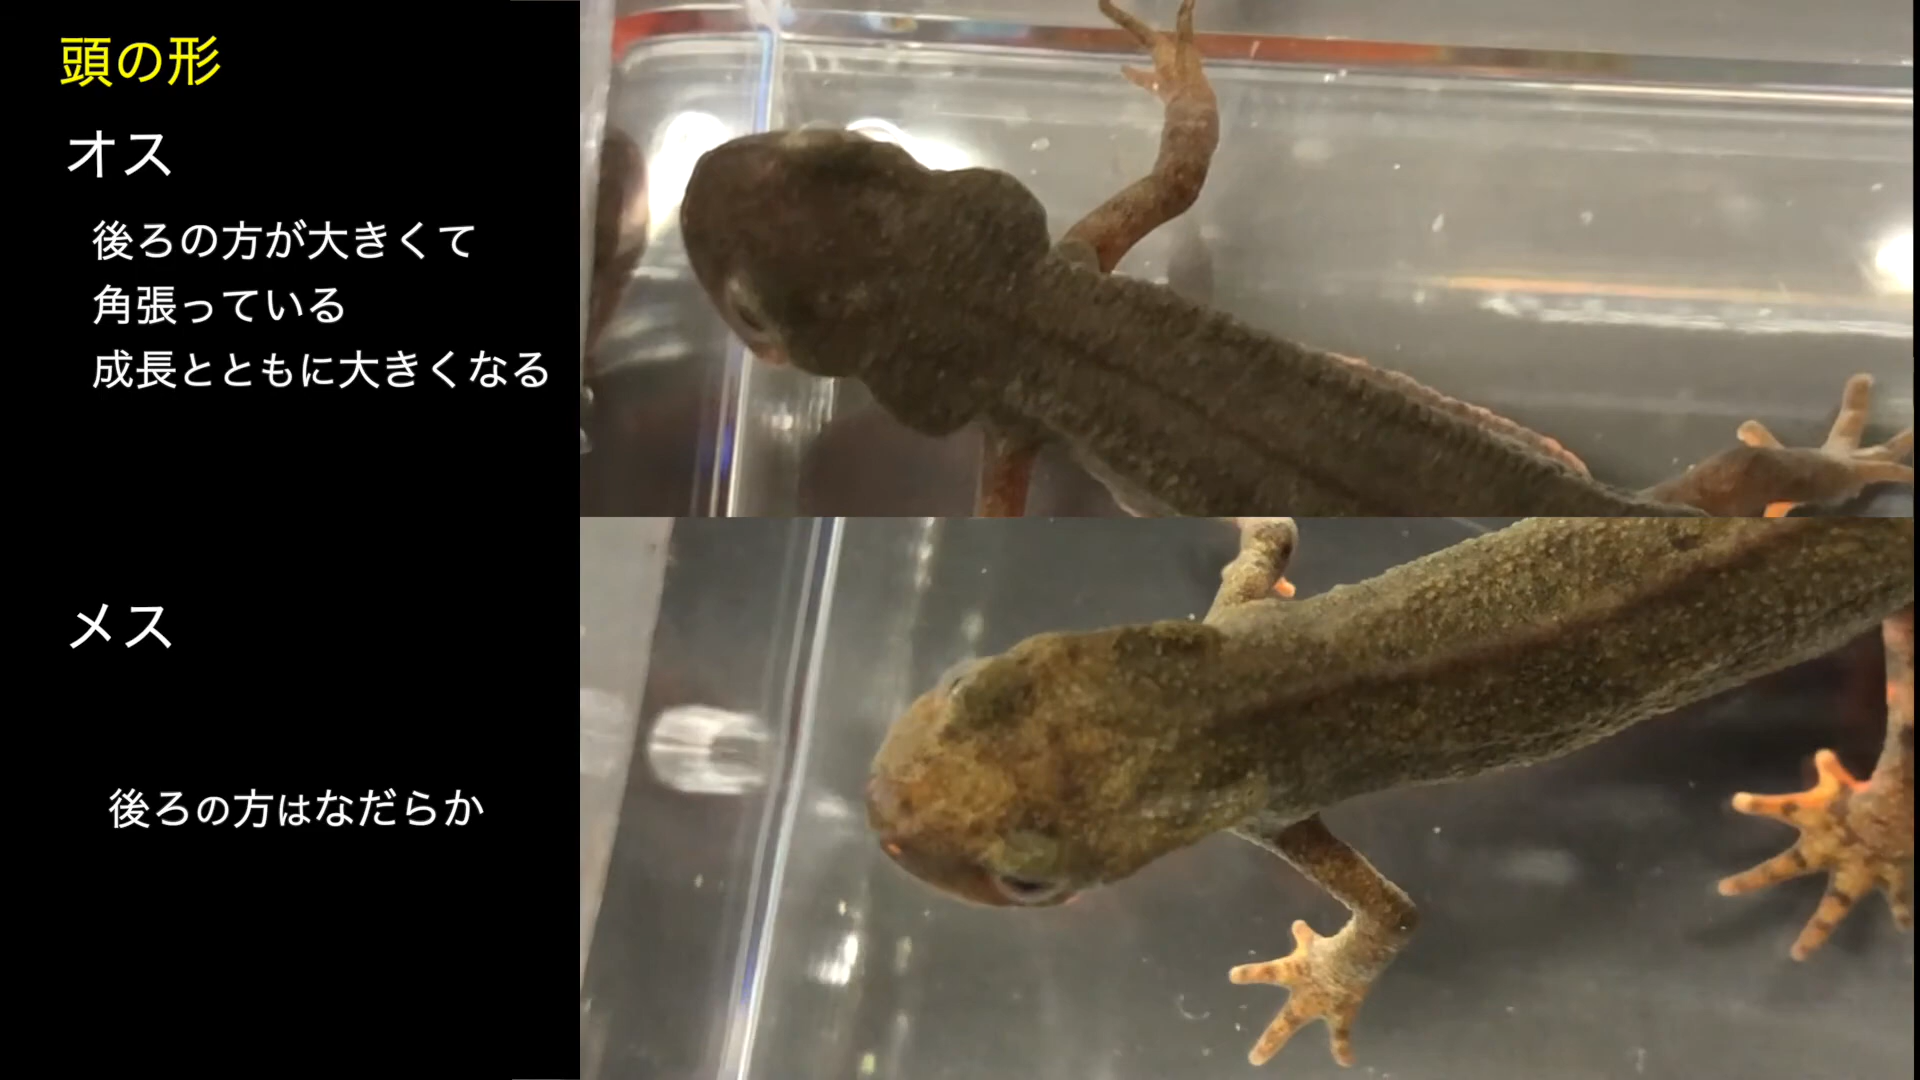 頭の形
オス
後ろの方が大きくて
角張っている
成長とともに大きくなる
メス
後ろの方はなだらか